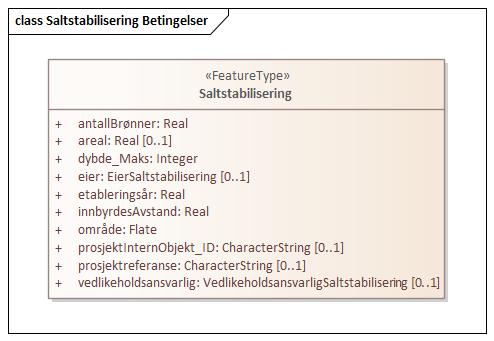 class Saltstabilisering Betingelser
«FeatureType»
Saltstabilisering
+ antallBrønner: Real
+ areal: Real [0..1]
+ dybde_Maks: Integer
+ eier: EierSaltstabilisering [0..1]
+ etableringsår: Real
+ innbyrdesAvstand: Real
+ område: Flate
+ prosjektInternObjekt_ID: CharacterString [0..1]
+ prosjektreferanse: CharacterString [0..1]
+ vedlikeholdsansvarlig: VedlikeholdsansvarligSaltstabilisering [0..1]